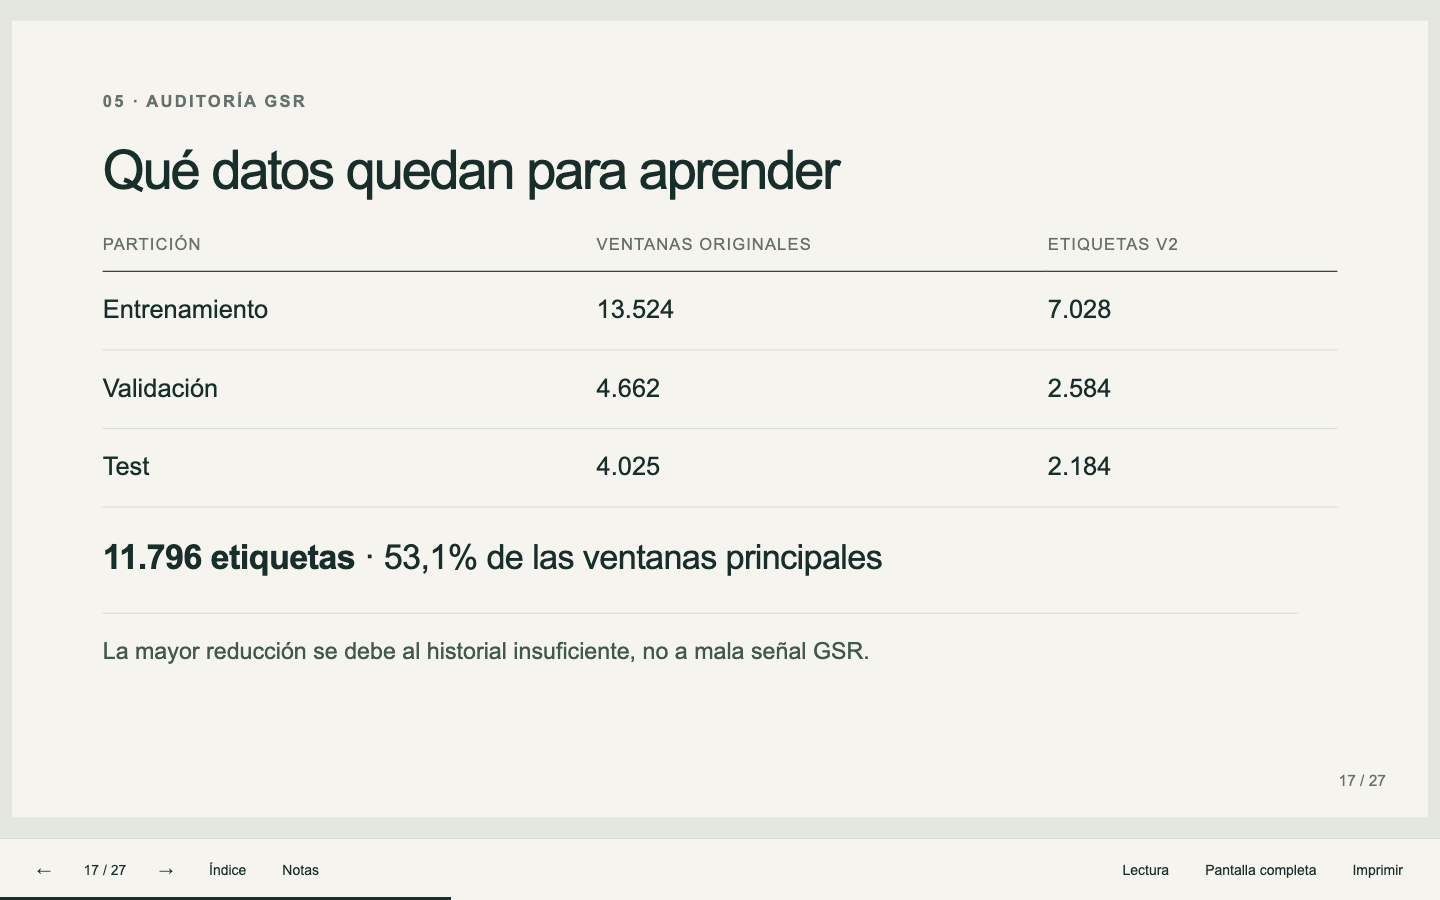 05 · AUDITORÍA GSR
Qué datos quedan para aprender
PARTICIÓN VENTANAS ORIGINALES ETIQUETAS V2
Entrenamiento 13.524 7.028
Validación 4.662 2.584
Test 4.025 2.184
11.796 etiquetas · 53,1% de las ventanas principales
La mayor reducción se debe al historial insuficiente, no a mala señal GSR.
17 / 27
← 17 / 27 → Índice Notas Lectura Pantalla completa Imprimir